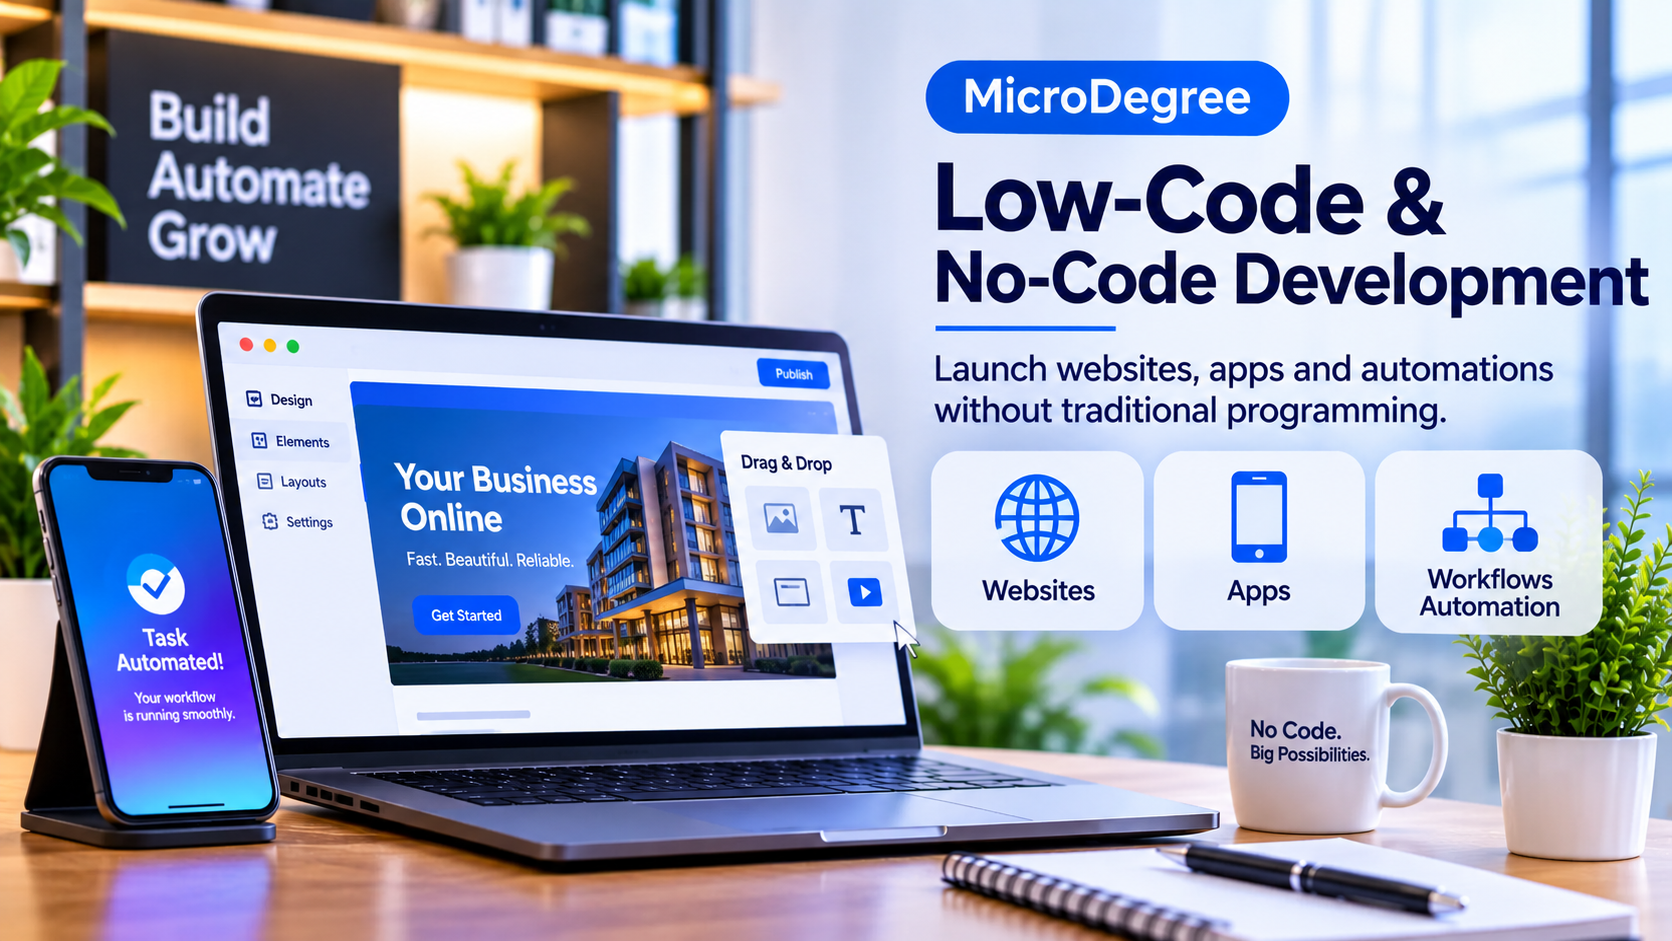 Build
Automate
Grow
MicroDegree
Low-Code &
No-Code Development
Launch websites, apps and automations
without traditional programming.
Websites
Apps
Workflows
Automation
Publish
Design
Elements
Layouts
Settings
Your Business
Online
Fast. Beautiful. Reliable.
Get Started
Drag & Drop
T
Task
Automated!
Your workflow
is running smoothly.
No Code.
Big Possibilities.